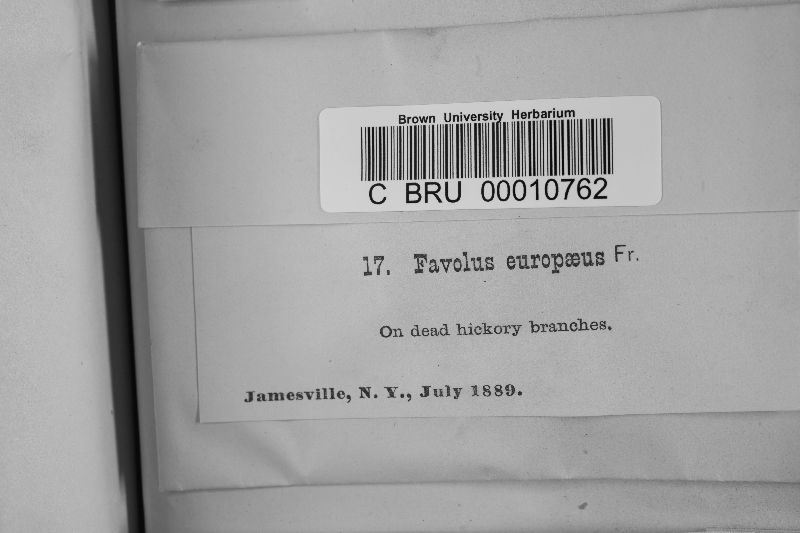 Brown University Herbarium
C BRU 00010762
17. Favolus europæus Fr.
On dead hickory branches.
Jamesville, N. Y., July 1889.